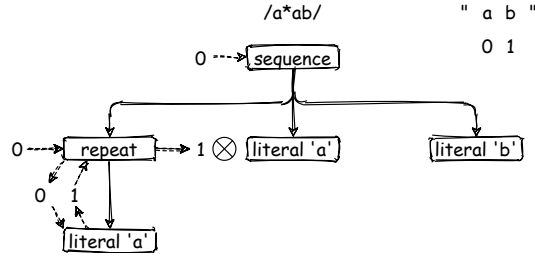 /a*ab/ " a b "
0 1
0 sequence
0 repeat 1 literal 'a' literal 'b'
0 1
literal 'a'